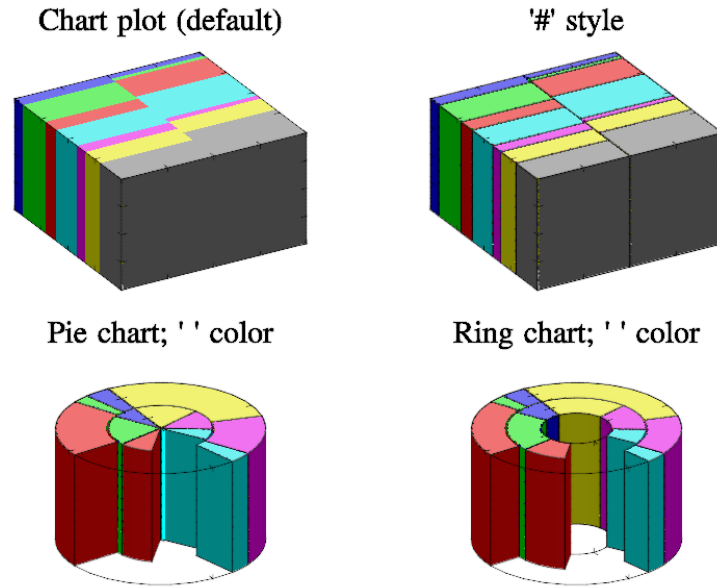 Chart plot (default)
'#' style
Pie chart; ' ' color
Ring chart; ' ' color